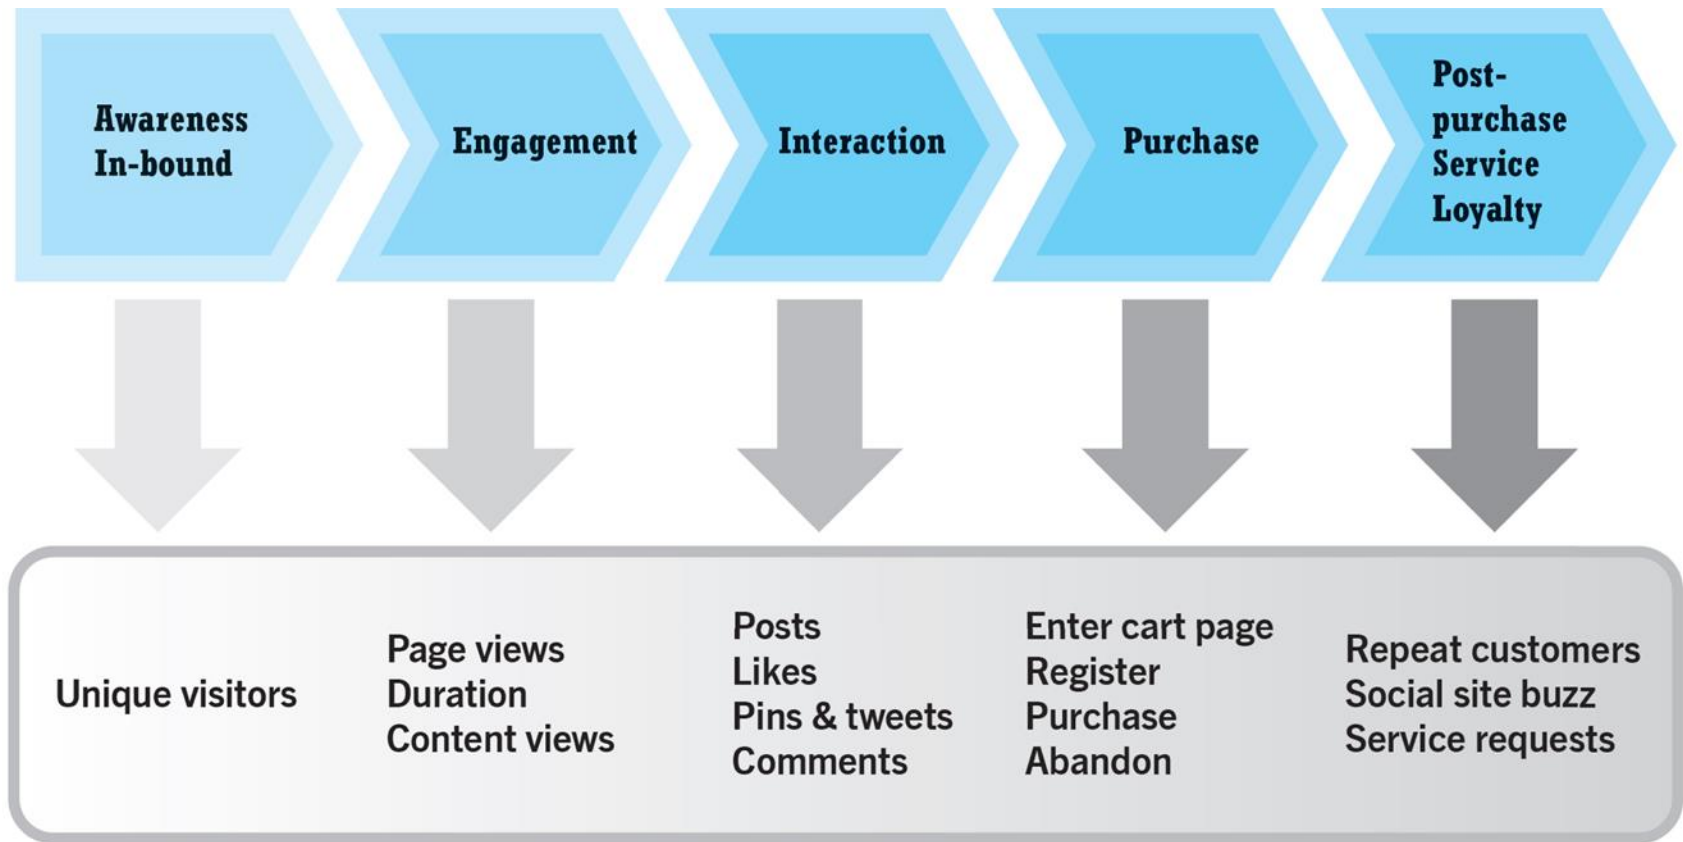 Awareness
In-bound
Engagement
Interaction
Purchase
Post-
purchase
Service
Loyalty
Unique visitors
Page views
Duration
Content views
Posts
Likes
Pins & tweets
Comments
Enter cart page
Register
Purchase
Abandon
Repeat customers
Social site buzz
Service requests